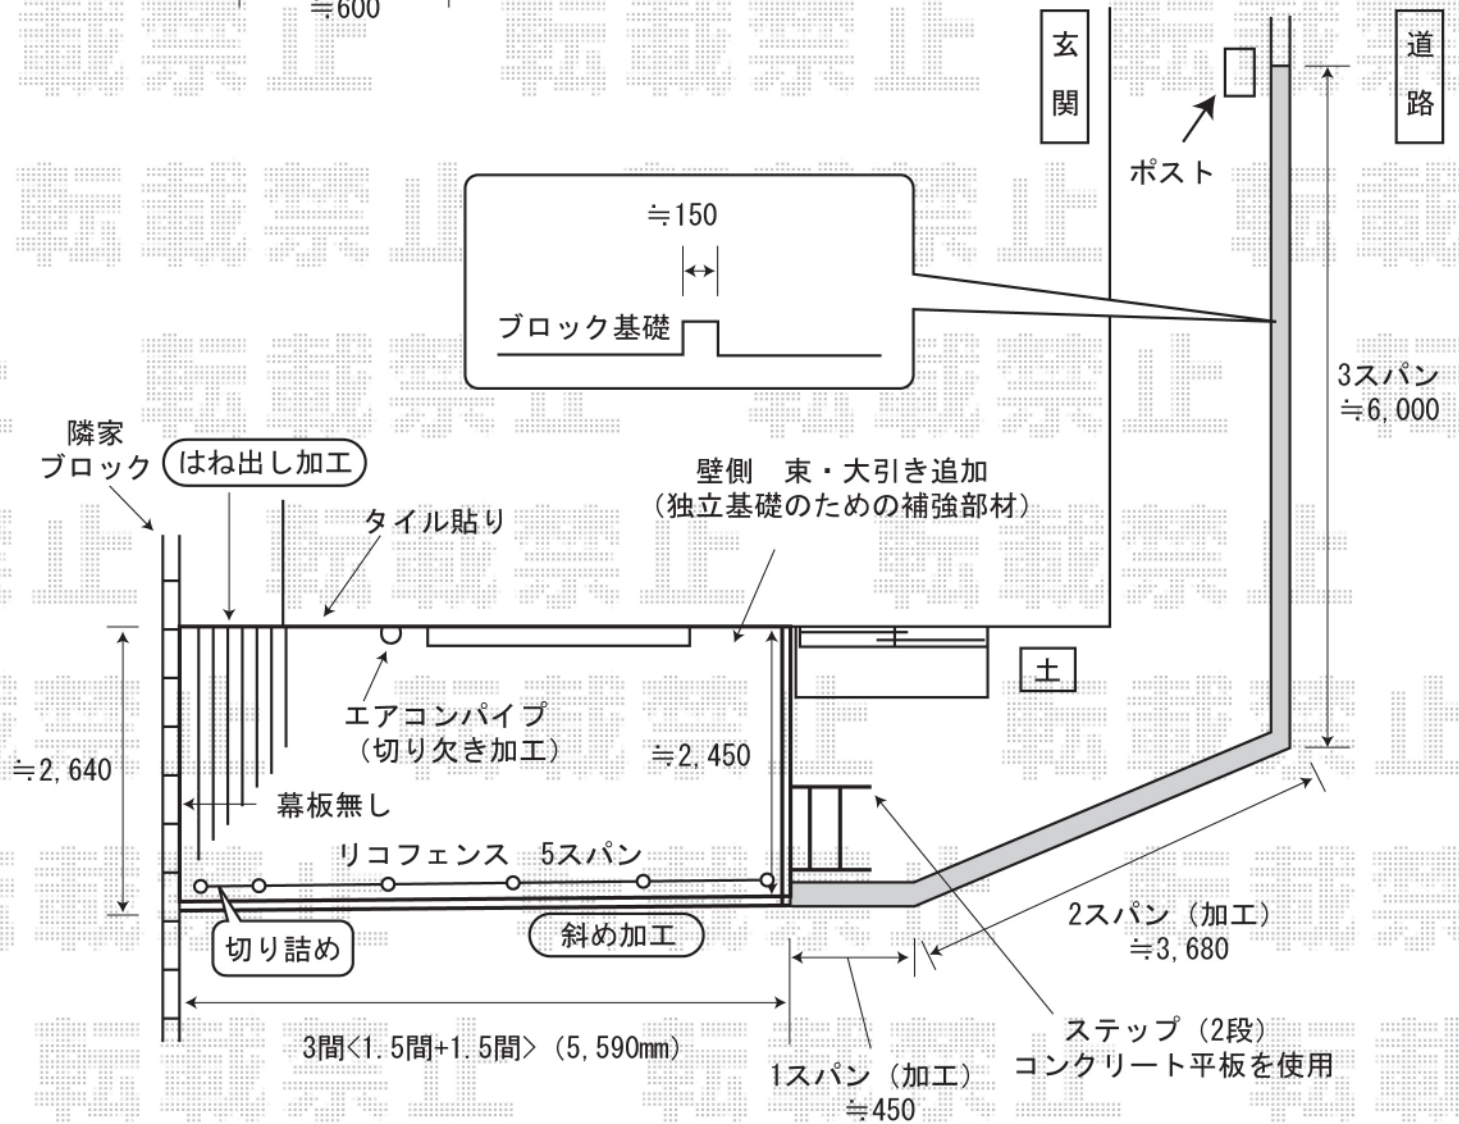 ≒600
玄関
道路
ポスト
≒150
ブロック基礎
3スパン
≒6,000
隣家
ブロック
はね出し加工
タイル貼り
壁側 束・大引き追加
(独立基礎のための補強部材)
土
エアコンパイプ
(切り欠き加工)
≒2,450
≒2,640
幕板無し
リコフェンス 5スパン
切り詰め
斜め加工
2スパン(加工)
≒3,680
3間<1.5間+1.5間>(5,590mm)
ステップ(2段)
コンクリート平板を使用
1スパン(加工)
≒450
転載禁止